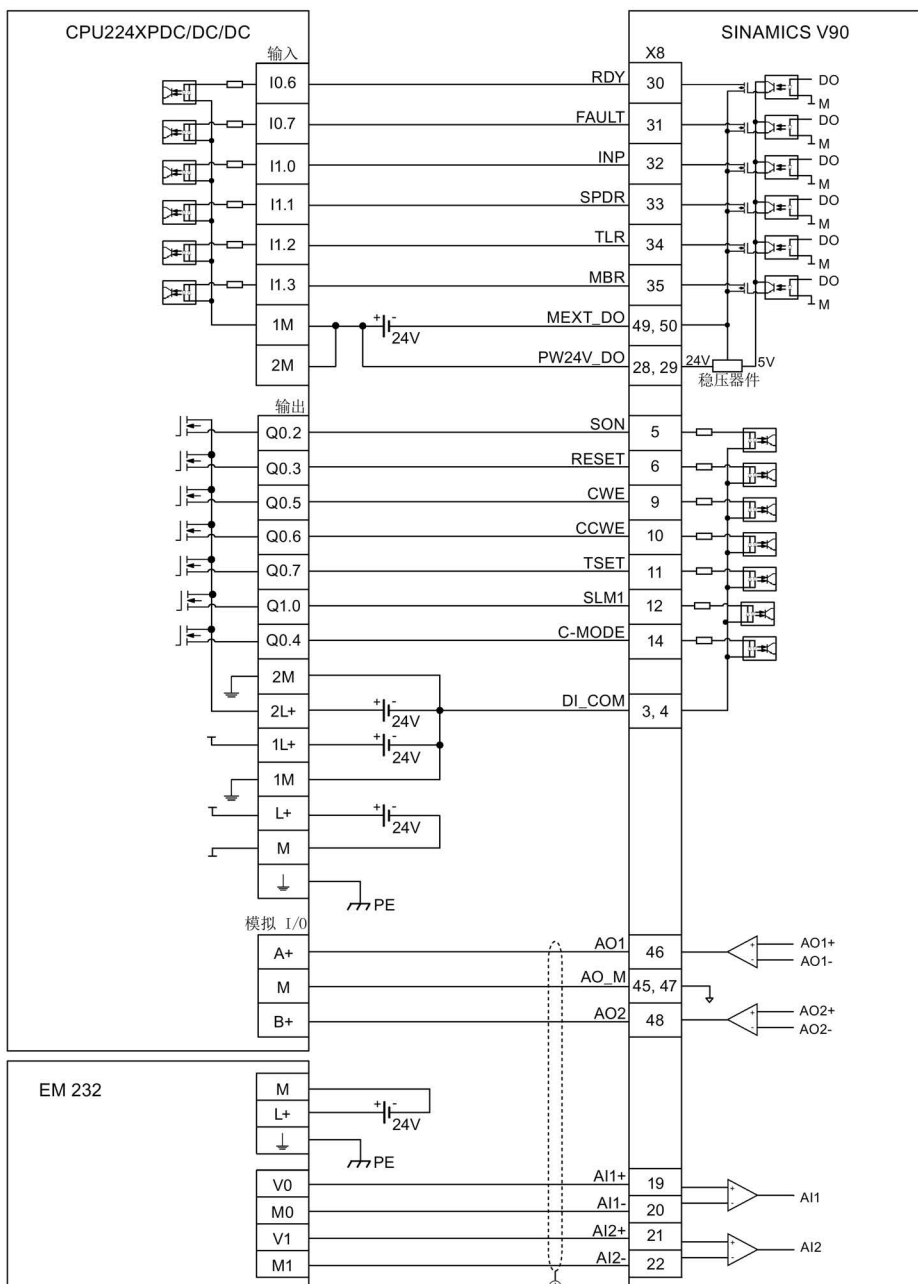 CPU224XPDC/DC/DC
SINAMICS V90
输入
X8
I0.6 RDY 30 DO
M
I0.7 FAULT 31 DO
M
I1.0 INP 32 DO
M
I1.1 SPDR 33 DO
M
I1.2 TLR 34 DO
M
I1.3 MBR 35 DO
M
1M + - 24V MEXT_DO 49, 50
2M PW24V_DO 28, 29 24V 5V
稳压器件
输出
Q0.2 SON 5
Q0.3 RESET 6
Q0.5 CWE 9
Q0.6 CCWE 10
Q0.7 TSET 11
Q1.0 SLM1 12
Q0.4 C-MODE 14
2M
2L+ + - 24V DI_COM 3, 4
1L+ + - 24V
1M
L+ + - 24V
M
PE
模拟 I/O
A+ AO1 46 + - AO1+
AO1-
M AO_M 45, 47
B+ AO2 48 + - AO2+
AO2-
EM 232
M
L+ + - 24V
PE
V0 AI1+ 19 + AI1
M0 AI1- 20 -
V1 AI2+ 21 + AI2
M1 AI2- 22 -